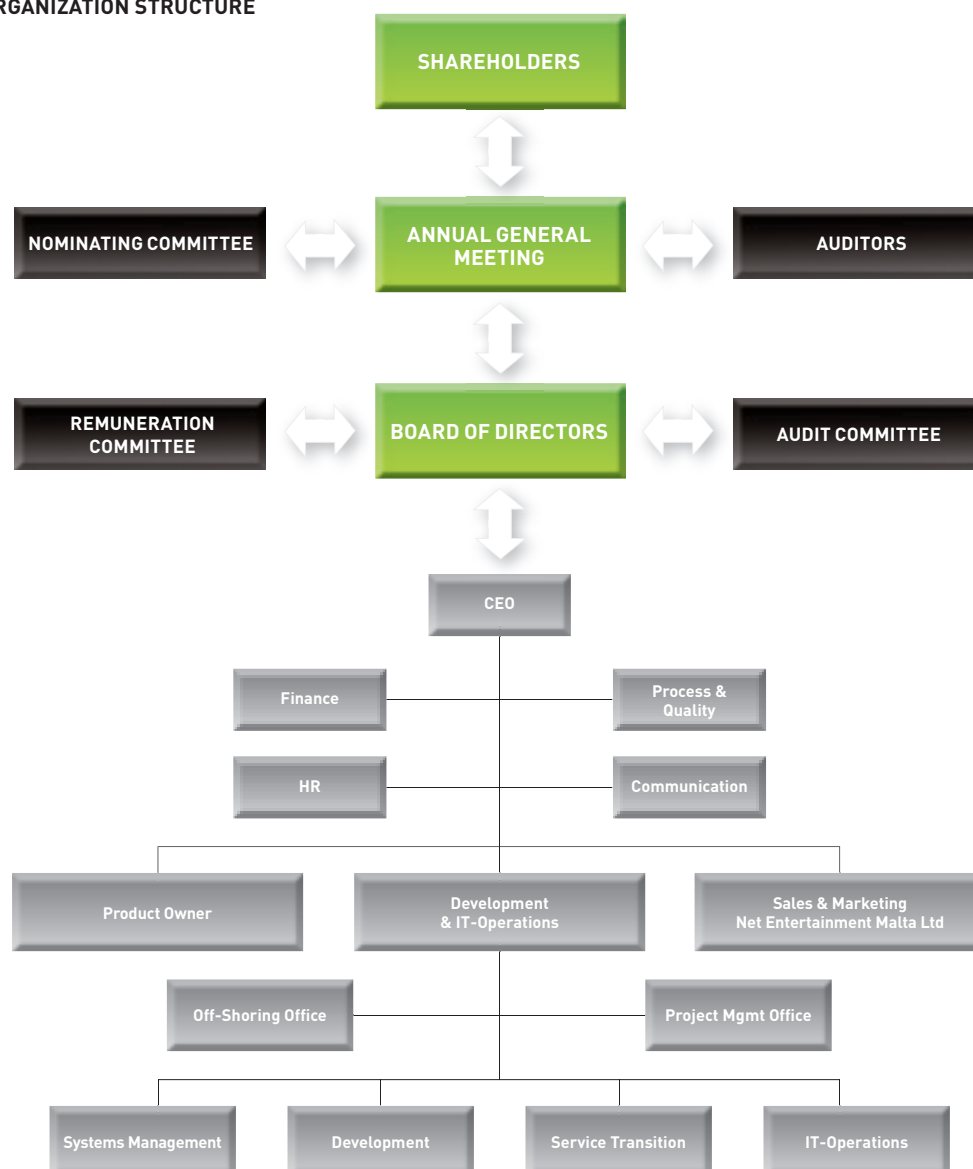 RGANIZATION STRUCTURE
SHAREHOLDERS
NOMINATING COMMITTEE
ANNUAL GENERAL
MEETING
AUDITORS
REMUNERATION
COMMITTEE
BOARD OF DIRECTORS
AUDIT COMMITTEE
CEO
Finance
Process &
Quality
HR
Communication
Product Owner
Development
& IT-Operations
Sales & Marketing
Net Entertainment Malta Ltd
Off-Shoring Office
Project Mgmt Office
Systems Management
Development
Service Transition
IT-Operations